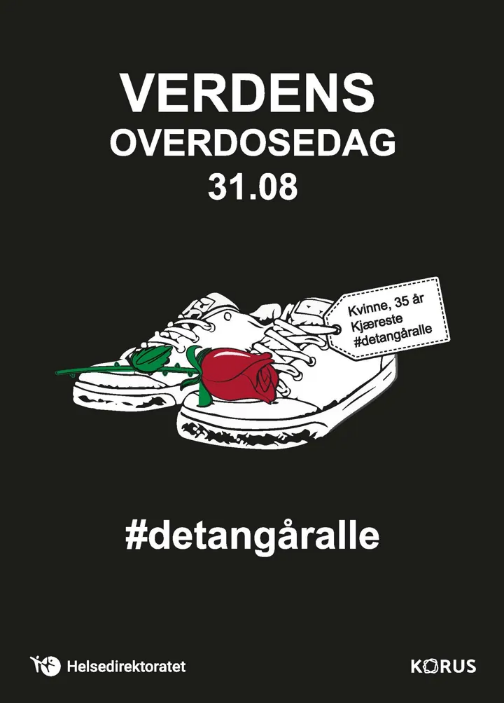 VERDENS
OVERDOSEDAG
31.08
Kvinne, 35 år
Kjæreste
#detangåralle
#detangåralle
Helsedirektoratet
KORUS